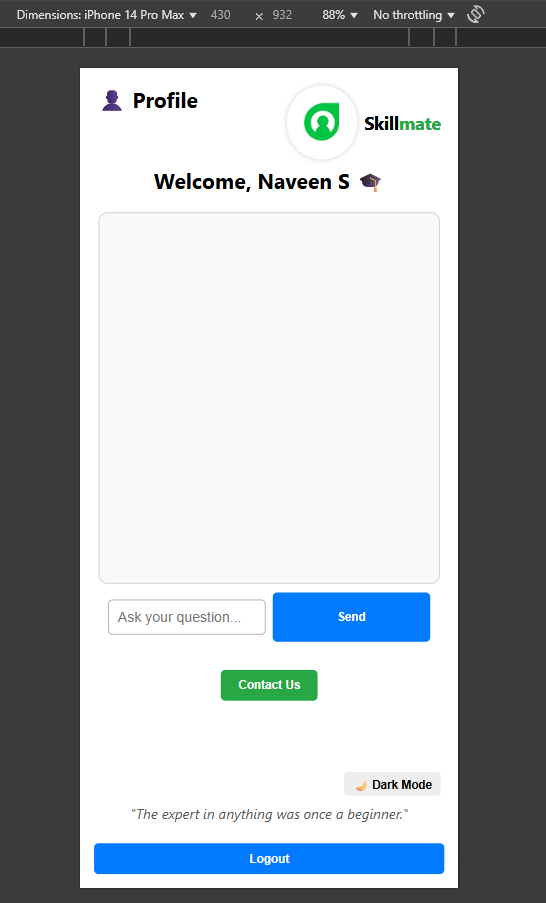 Dimensions: iPhone 14 Pro Max ▼ 430 × 932 88% ▼ No throttling ▼
👤 Profile
Skillmate
Welcome, Naveen S 🎓
Ask your question... Send
Contact Us
🌙 Dark Mode
"The expert in anything was once a beginner."
Logout